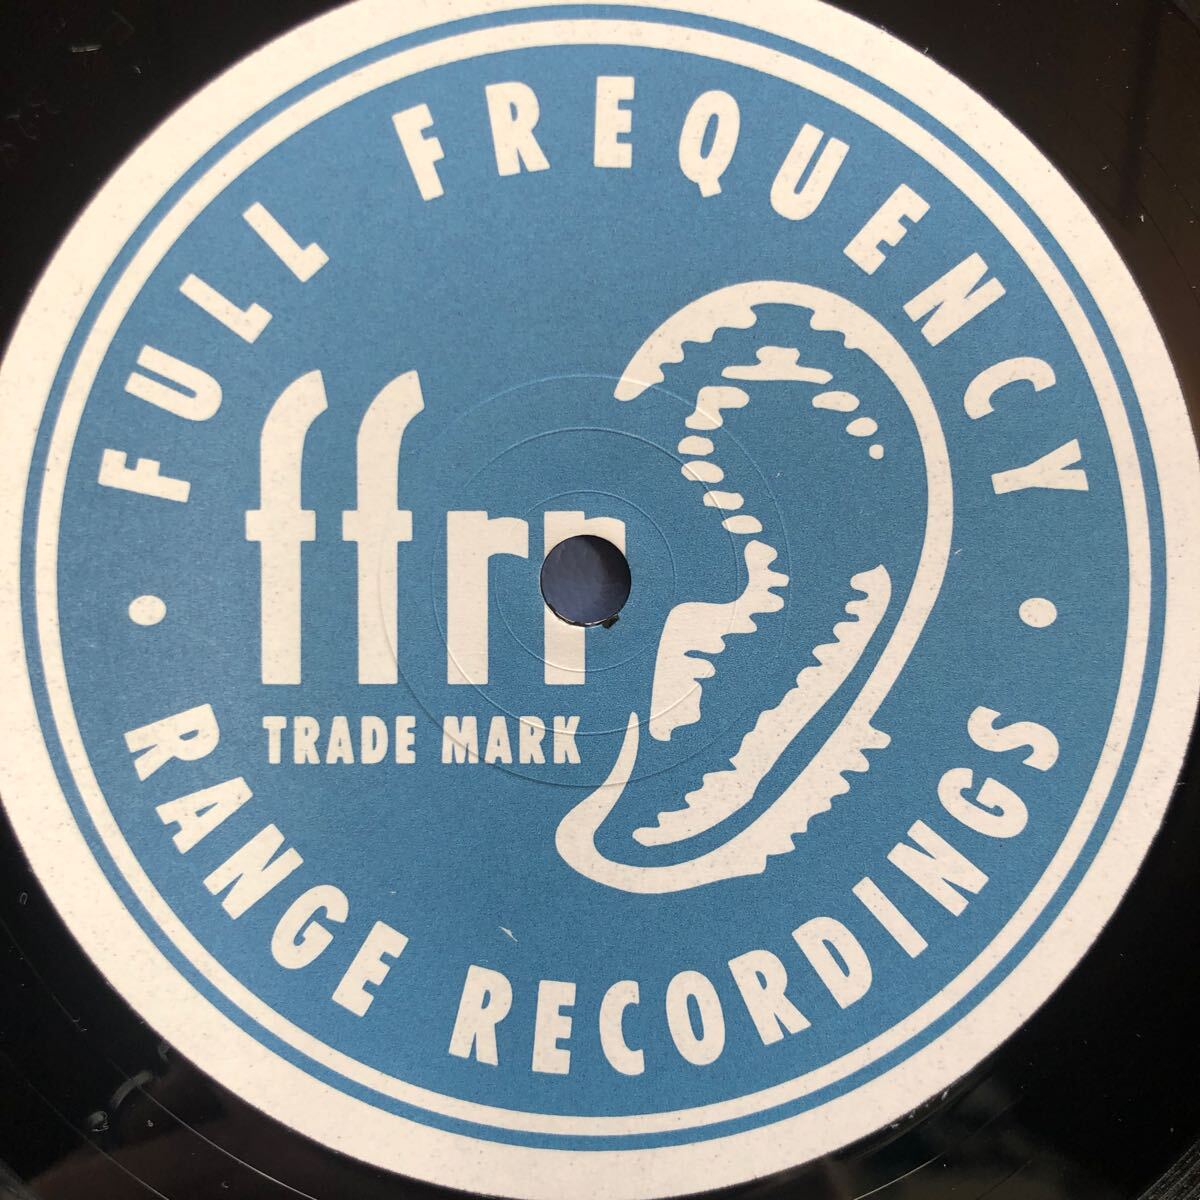 FULL FREQUENCY
ffrr
TRADE MARK
RANGE RECORDINGS